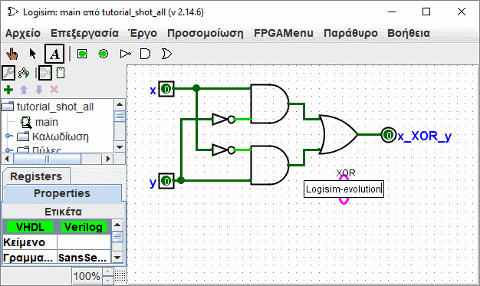 Logisim: main από tutorial_shot_all (v 2.14.6)
Αρχείο Επεξεργασία Έργο Προσομοίωση FPGAMenu Παράθυρο Βοήθεια
A
tutorial_shot_all
main
Καλωδίωση
Πύλες
Registers
Properties
Ετικέτα
VHDL Verilog
Κείμενο
Γραμμα... SansSe...
100%
x 0
y 0
0 x_XOR_y
XOR
Logisim-evolution